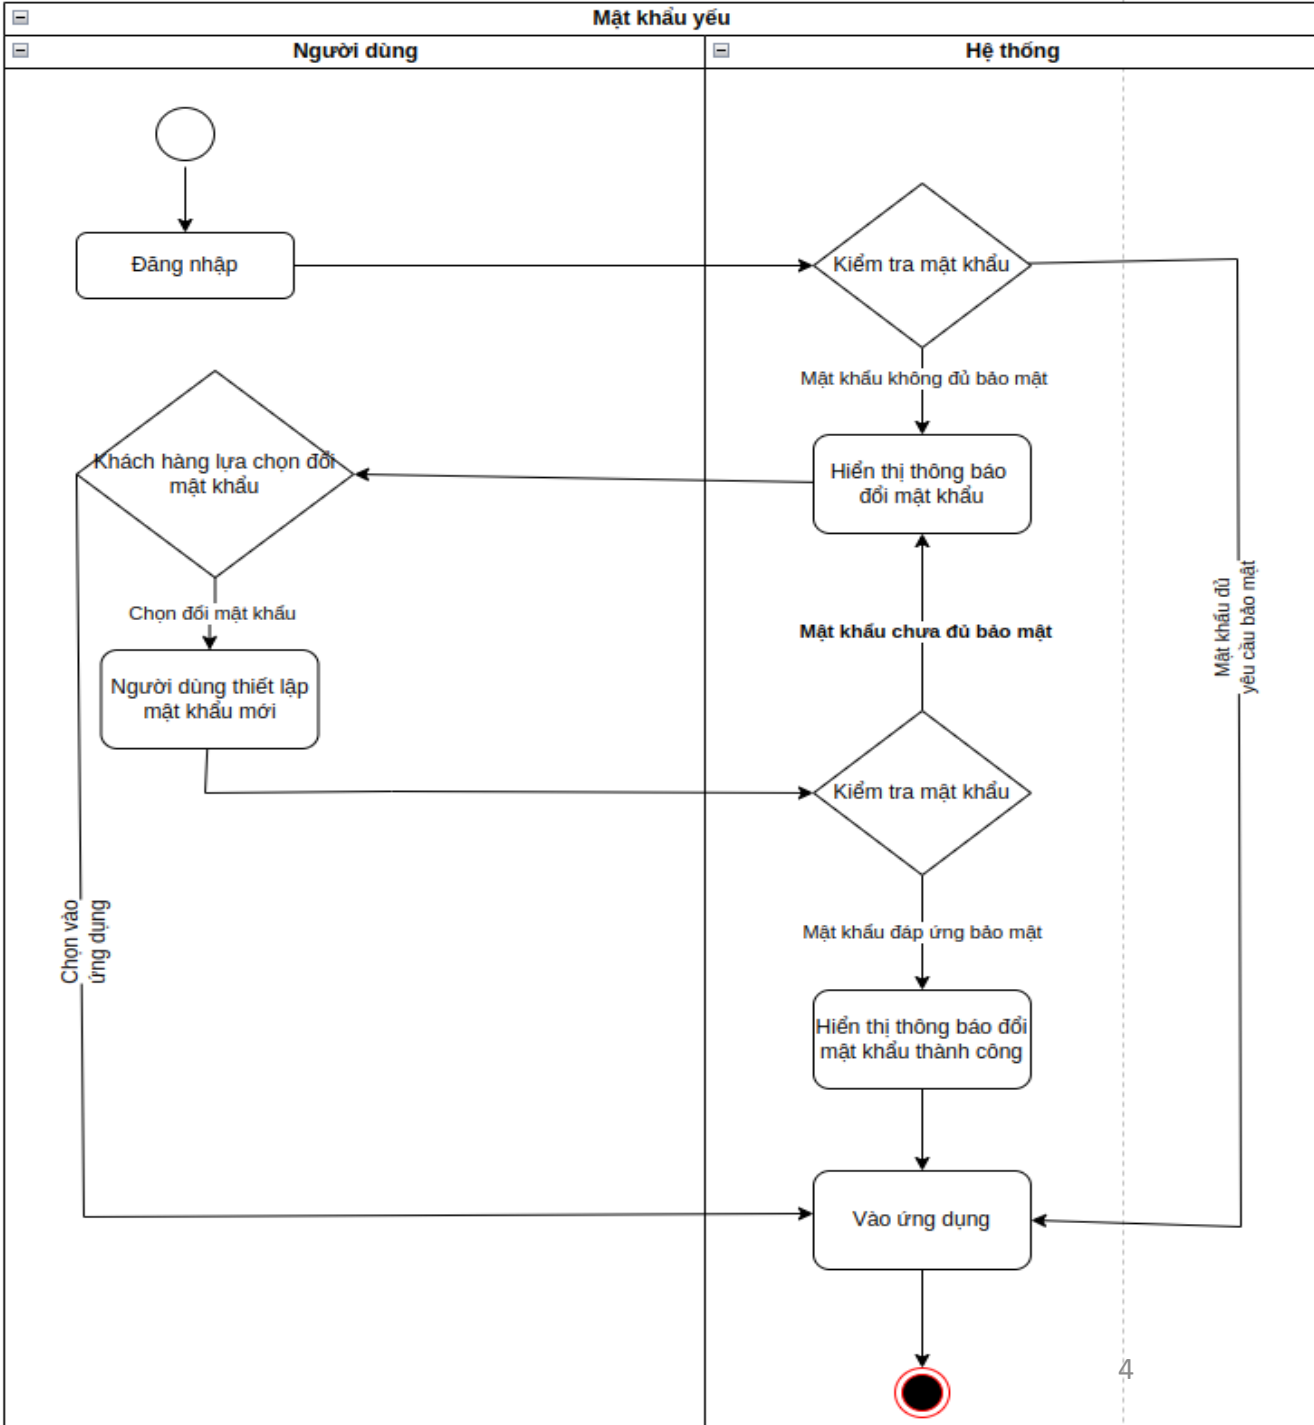 Mật khẩu yếu
Người dùng
Hệ thống
Đăng nhập
Kiểm tra mật khẩu
Mật khẩu không đủ bảo mật
Khách hàng lựa chọn đổi
mật khẩu
Hiển thị thông báo
đổi mật khẩu
Chọn đổi mật khẩu
Mật khẩu chưa đủ bảo mật
Mật khẩu đủ
yêu cầu bảo mật
Người dùng thiết lập
mật khẩu mới
Kiểm tra mật khẩu
Chọn vào
ứng dụng
Mật khẩu đáp ứng bảo mật
Hiển thị thông báo đổi
mật khẩu thành công
Vào ứng dụng
4